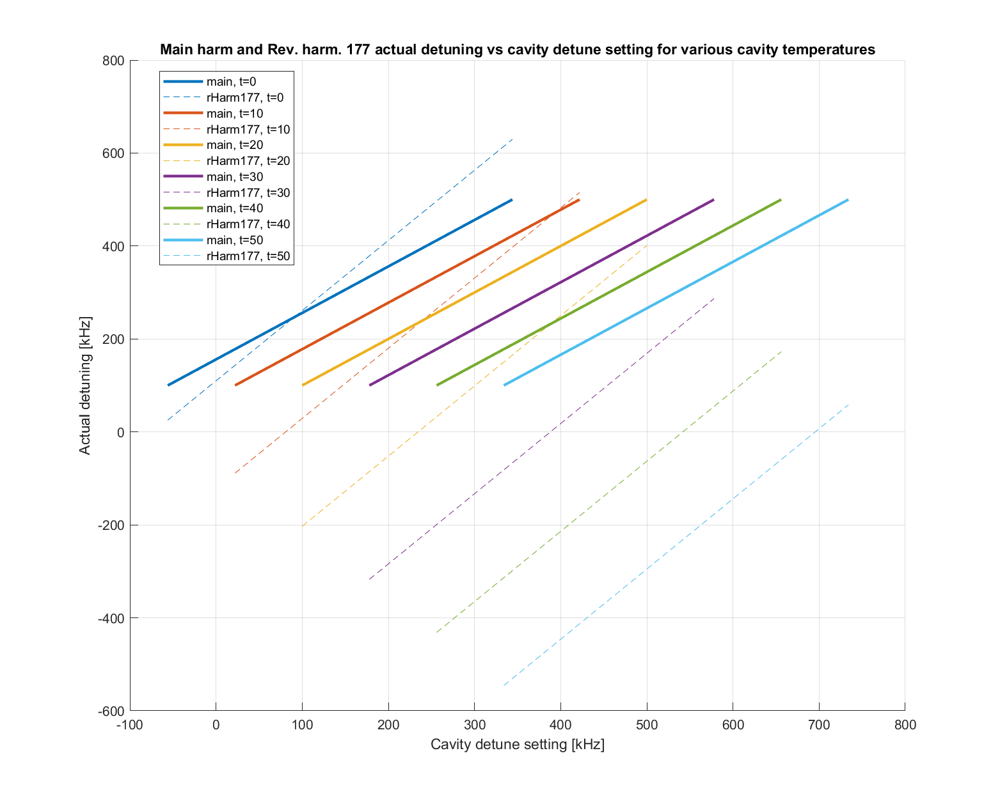 Main harm and Rev. harm. 177 actual detuning vs cavity detune setting for various cavity temperatures
800
600
400
200
0
-200
-400
-600
Actual detuning [kHz]
main, t=0
rHarm177, t=0
main, t=10
rHarm177, t=10
main, t=20
rHarm177, t=20
main, t=30
rHarm177, t=30
main, t=40
rHarm177, t=40
main, t=50
rHarm177, t=50
-100 0 100 200 300 400 500 600 700 800
Cavity detune setting [kHz]